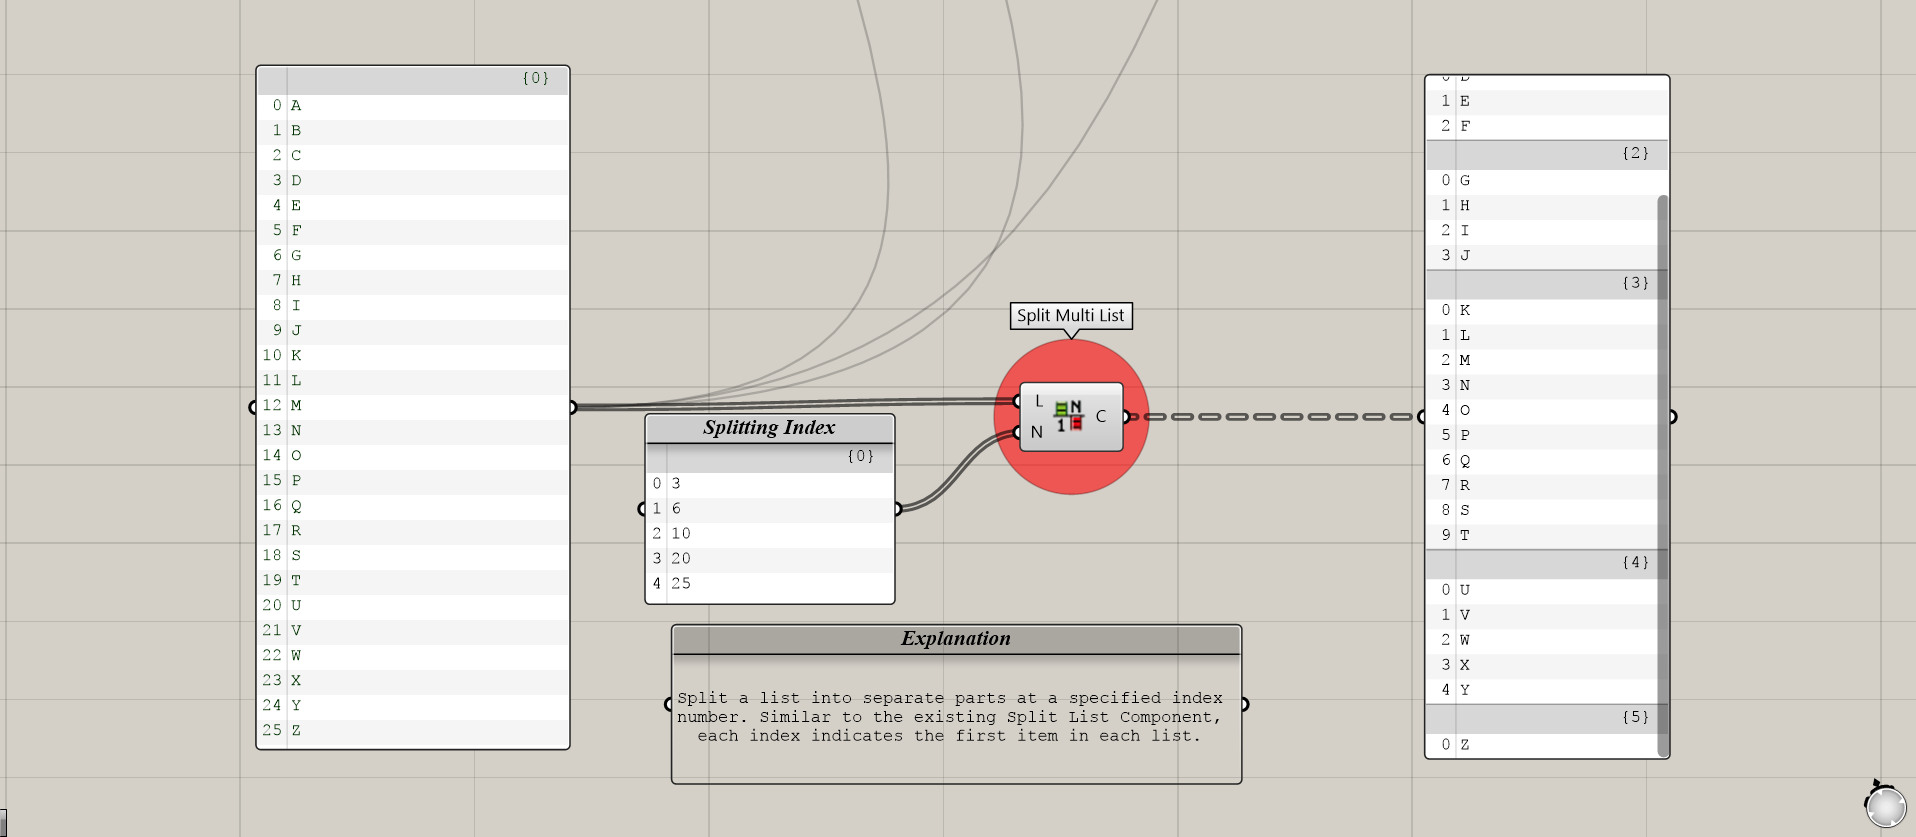 {0}
0 A
1 B
2 C
3 D
4 E
5 F
6 G
7 H
8 I
9 J
10 K
11 L
12 M
13 N
14 O
15 P
16 Q
17 R
18 S
19 T
20 U
21 V
22 W
23 X
24 Y
25 Z
Splitting Index
{0}
0 3
1 6
2 10
3 20
4 25
Split Multi List
L
N
N
1
C
Explanation
Split a list into separate parts at a specified index
number. Similar to the existing Split List Component,
each index indicates the first item in each list.
1 E
2 F
{2}
0 G
1 H
2 I
3 J
{3}
0 K
1 L
2 M
3 N
4 O
5 P
6 Q
7 R
8 S
9 T
{4}
0 U
1 V
2 W
3 X
4 Y
{5}
0 Z